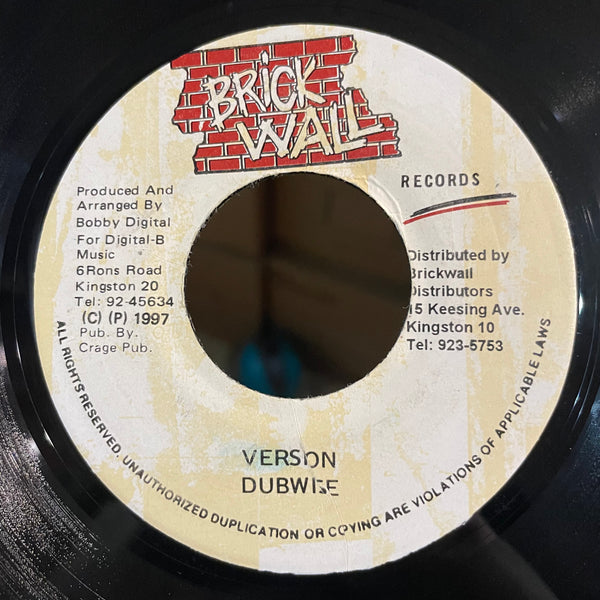 BRICK
WALL
RECORDS
Produced And
Arranged By
Bobby Digital
For Digital-B
Music
6Rons Road
Kingston 20
Tel: 92-45634
(C) (P) 1997
Pub. By.
Crage Pub.
Distributed by
Brickwall
Distributors
15 Keesing Ave.
Kingston 10
Tel: 923-5753
VERSON
DUBWISE
ALL RIGHTS RESERVED. UNAUTHORIZED DUPLICATION OR COPYING ARE VIOLATIONS OF APPLICABLE LAWS